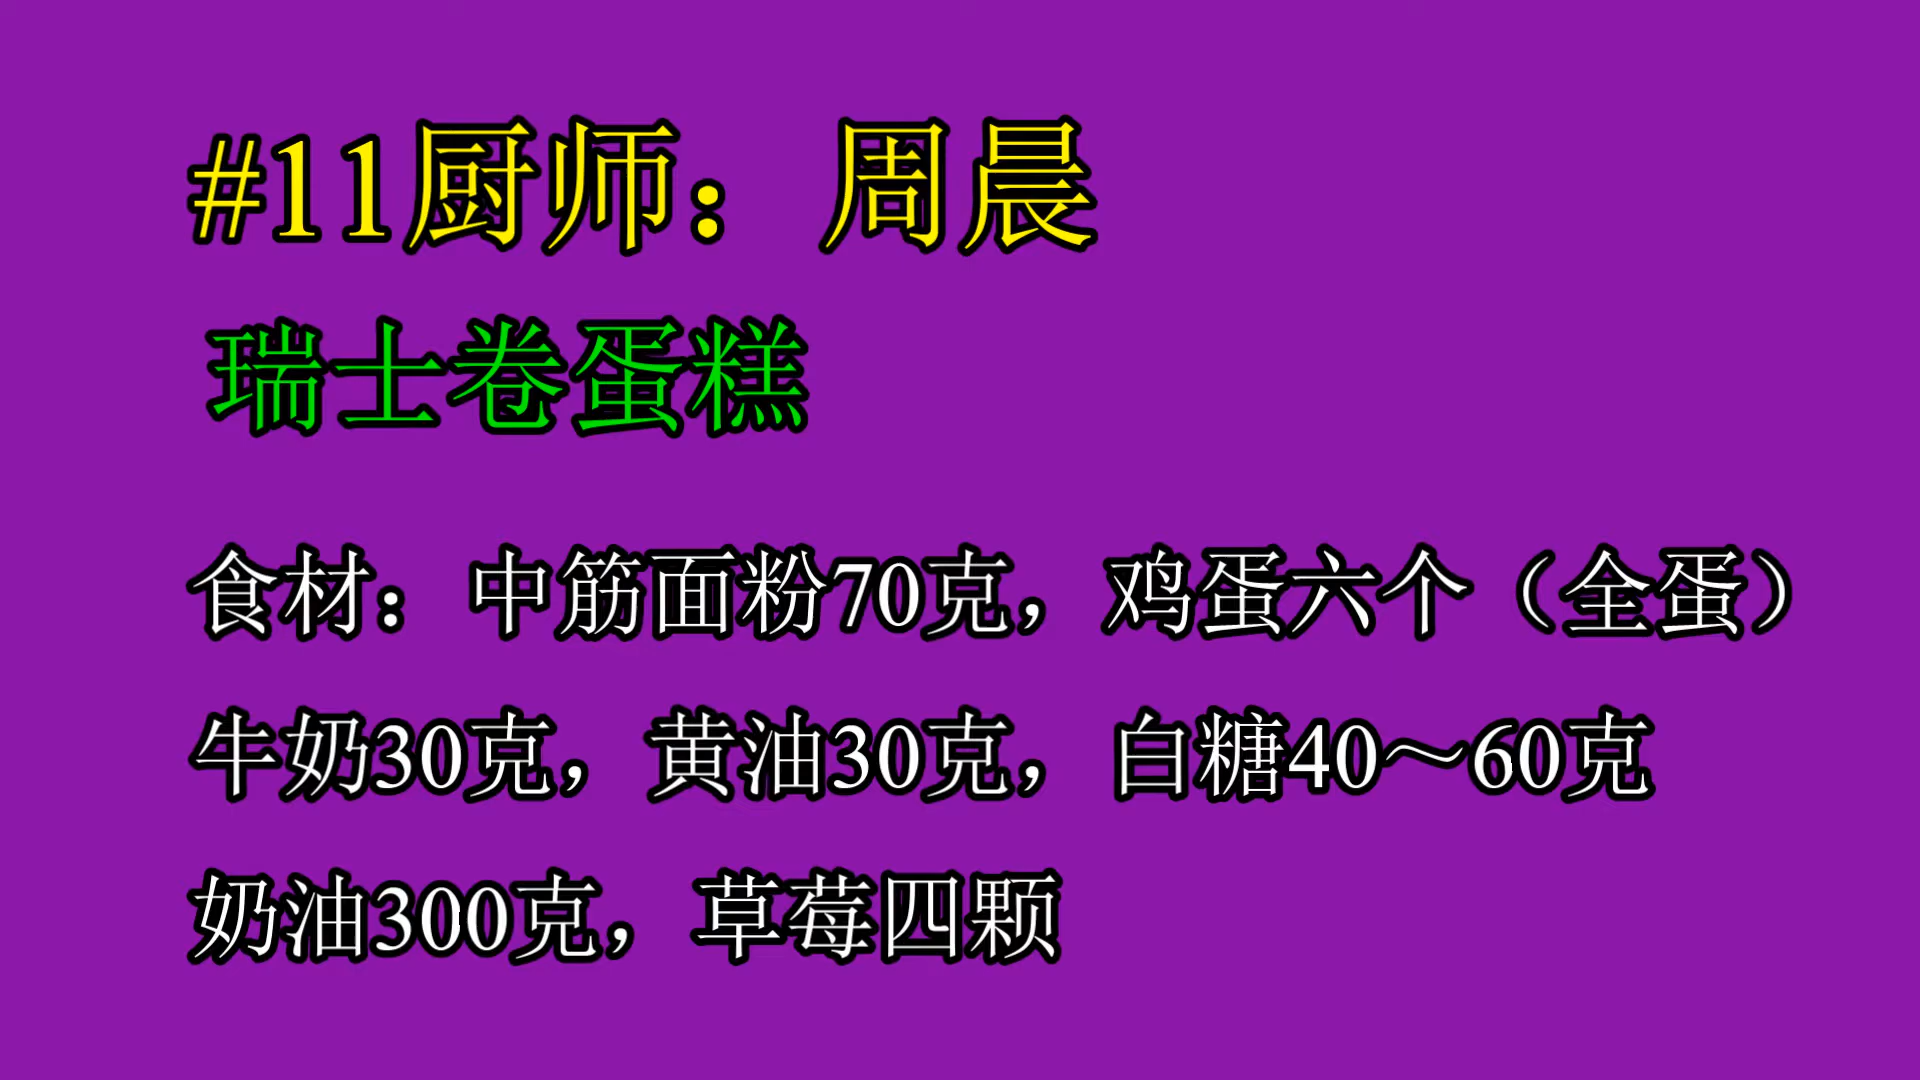 #11厨师：周晨
瑞士卷蛋糕
食材：中筋面粉70克，鸡蛋六个（全蛋）
牛奶30克，黄油30克，白糖40～60克
奶油300克，草莓四颗